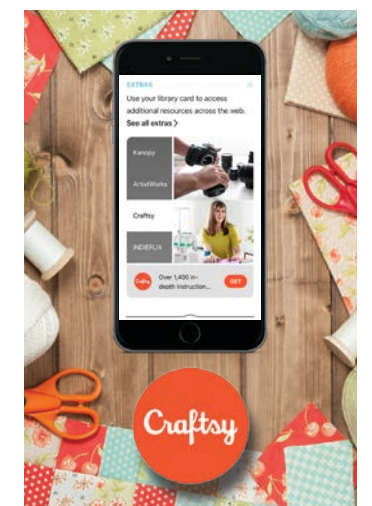 EXTRAS
Use your library card to access
additional resources across the web.
See all extras >
Kanopy
ArtistWorks
Craftsy
INDIEFLIX
Craftsy
Over 1,400 in-
depth instruction...
GET
Craftsy